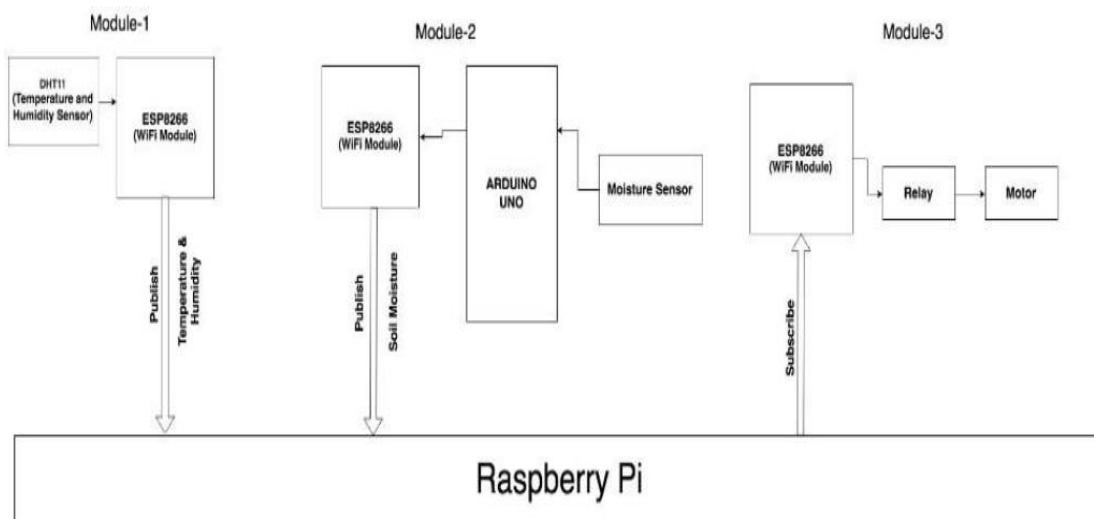 Module-1
DHT11
(Temperature and
Humidity Sensor)
ESP8266
(WiFi Module)
Publish
Temperature &
Humidity
Module-2
ESP8266
(WiFi Module)
ARDUINO
UNO
Moisture Sensor
Publish
Soil Moisture
Module-3
ESP8266
(WiFi Module)
Relay
Motor
Subscribe
Raspberry Pi